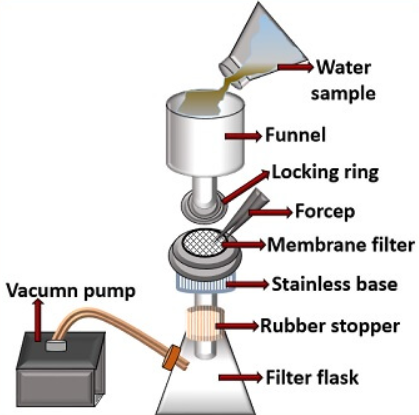 Water
sample
Funnel
Locking ring
Forcep
Membrane filter
Stainless base
Vacumn pump
Rubber stopper
Filter flask